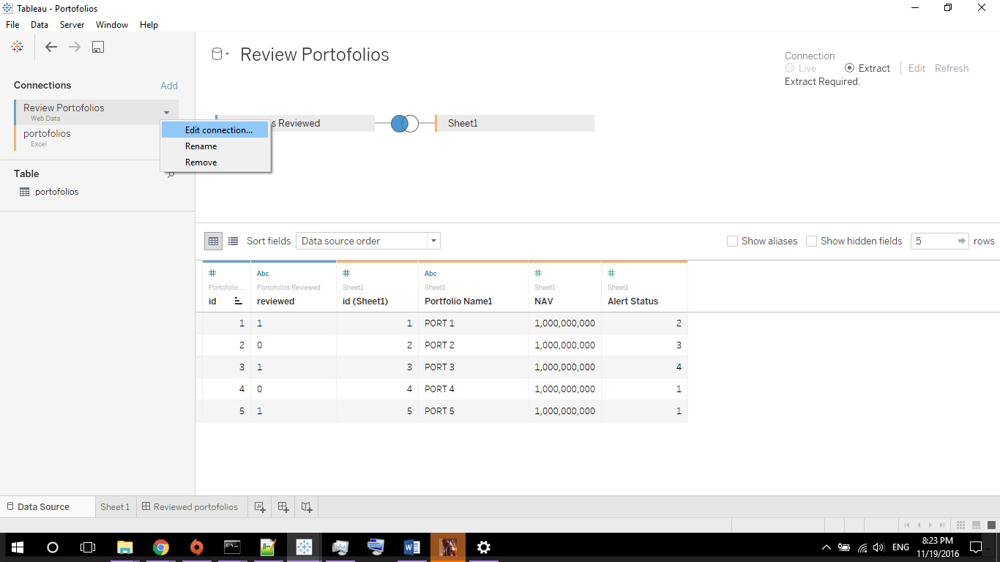 Tableau - Portofolios
File Data Server Window Help
Review Portofolios
Connection
Live Extract Edit Refresh
Extract Required.
Connections Add
Review Portofolios
Web Data
portofolios
Excel
Edit connection...
Rename
Remove
s Reviewed Sheet1
Table
portofolios
Sort fields Data source order Show aliases Show hidden fields 5 rows
# Abc # Abc # #
Portofolio... Portofolios Reviewed Sheet1 Sheet1 Sheet1 Sheet1
id reviewed id (Sheet1) Portfolio Name1 NAV Alert Status
1 1 1 PORT 1 1,000,000,000 2
2 0 2 PORT 2 1,000,000,000 3
3 1 3 PORT 3 1,000,000,000 4
4 0 4 PORT 4 1,000,000,000 1
5 1 5 PORT 5 1,000,000,000 1
Data Source Sheet 1 Reviewed portofolios
ENG
8:23 PM
11/19/2016